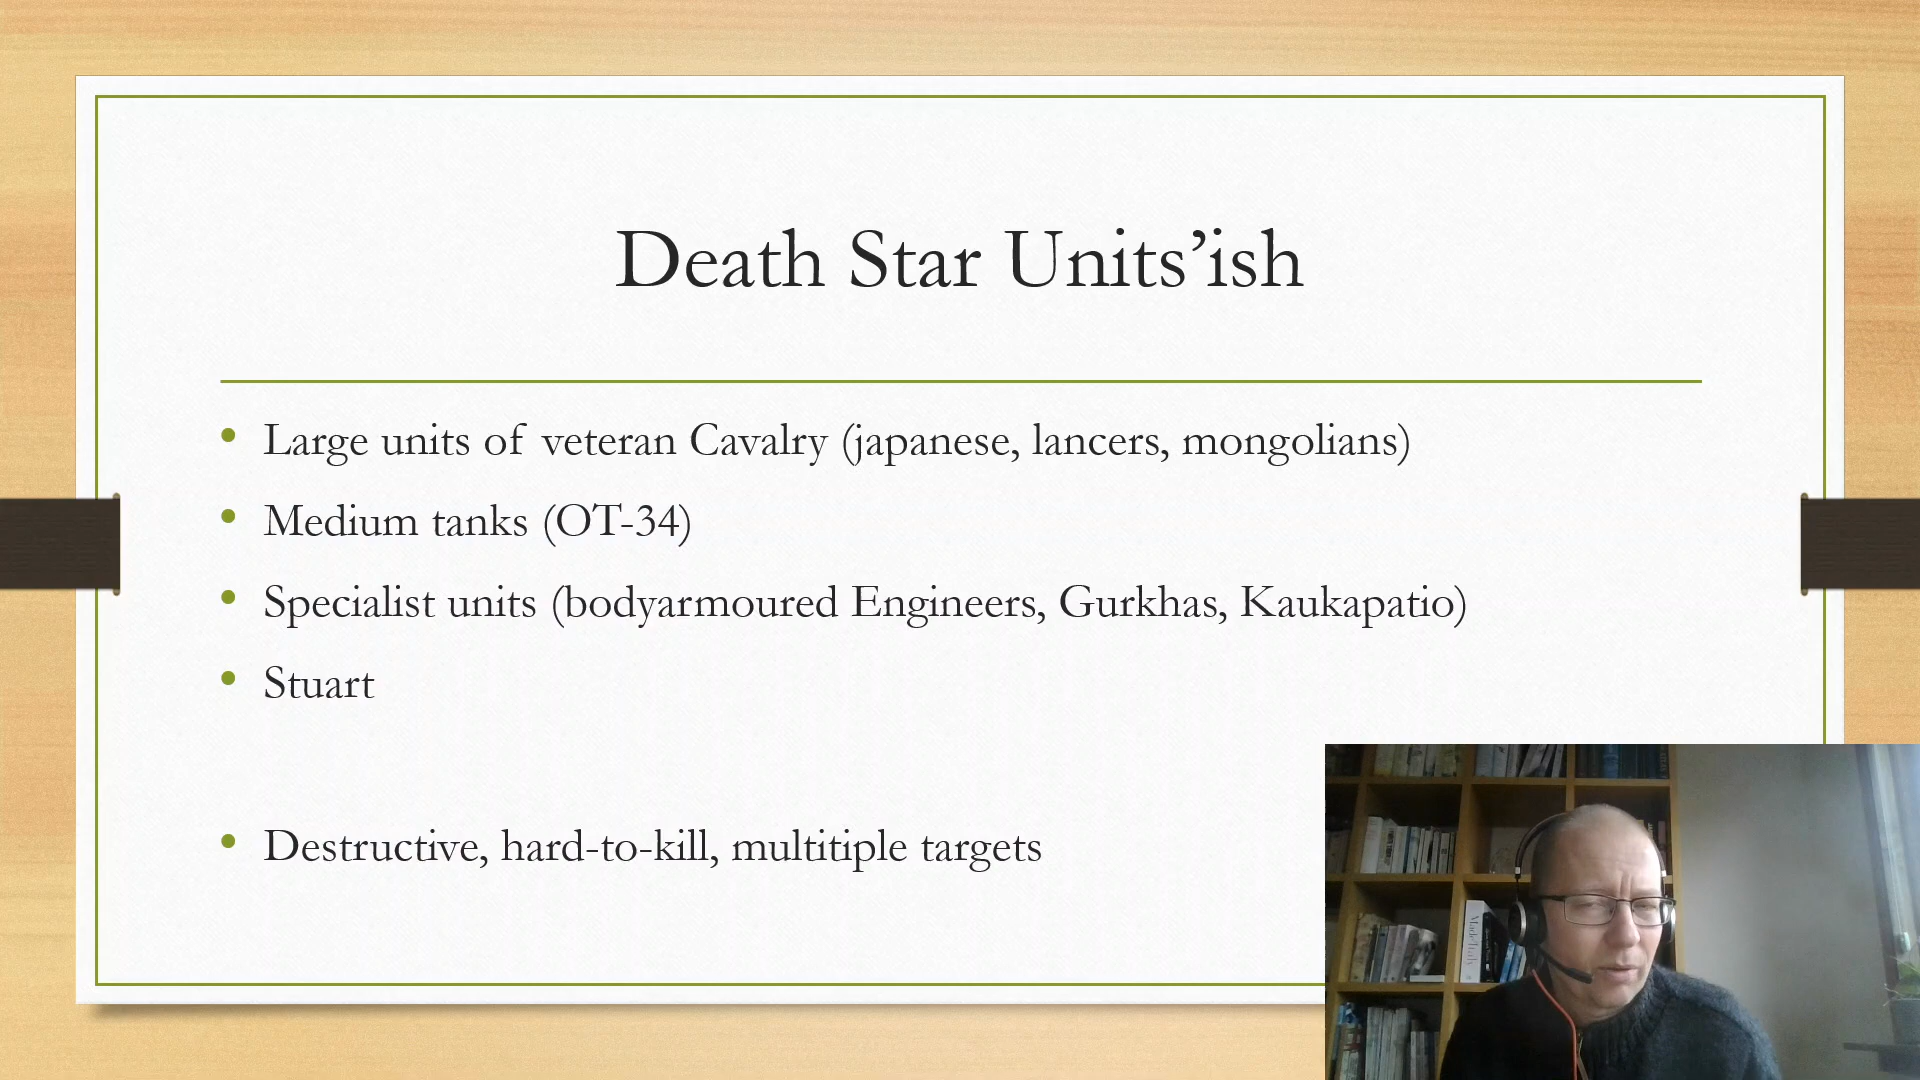 Death Star Units’ish
Large units of veteran Cavalry (japanese, lancers, mongolians)
Medium tanks (OT-34)
Specialist units (bodyarmoured Engineers, Gurkhas, Kaukapatio)
Stuart
Destructive, hard-to-kill, multitiple targets